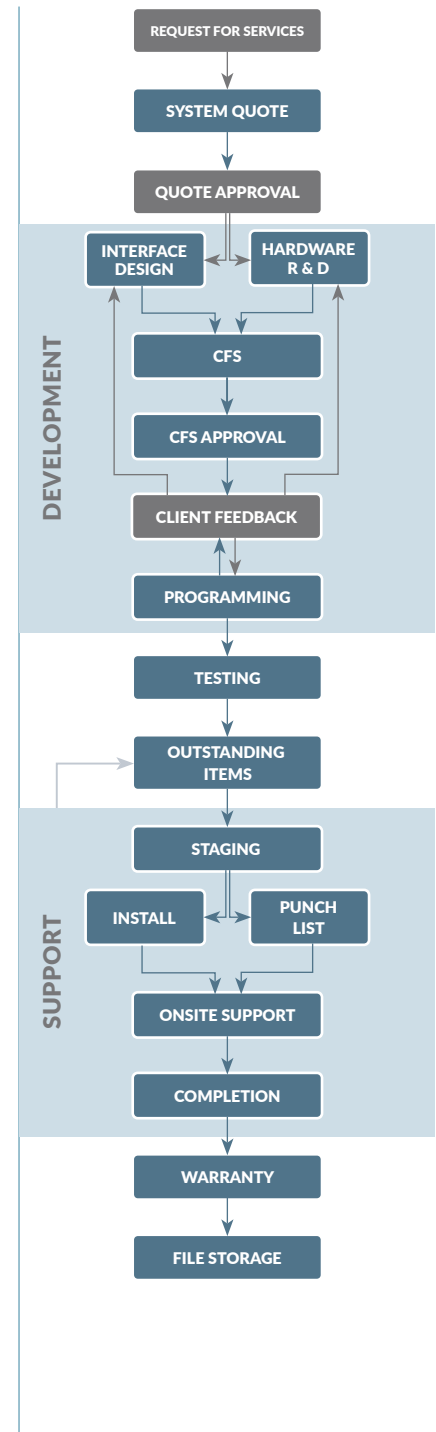 REQUEST FOR SERVICES
SYSTEM QUOTE
QUOTE APPROVAL
DEVELOPMENT
INTERFACE
DESIGN
HARDWARE
R & D
CFS
CFS APPROVAL
CLIENT FEEDBACK
PROGRAMMING
TESTING
OUTSTANDING
ITEMS
SUPPORT
STAGING
INSTALL
PUNCH
LIST
ONSITE SUPPORT
COMPLETION
WARRANTY
FILE STORAGE